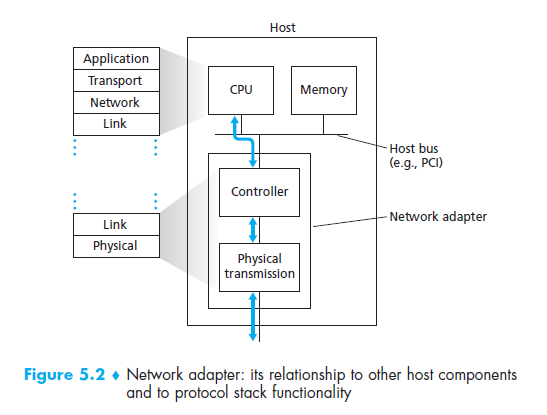 Host
Application
Transport
Network
Link
CPU
Memory
Host bus
(e.g., PCI)
Controller
Network adapter
Link
Physical
Physical
transmission
Figure 5.2 ♦ Network adapter: its relationship to other host components
and to protocol stack functionality